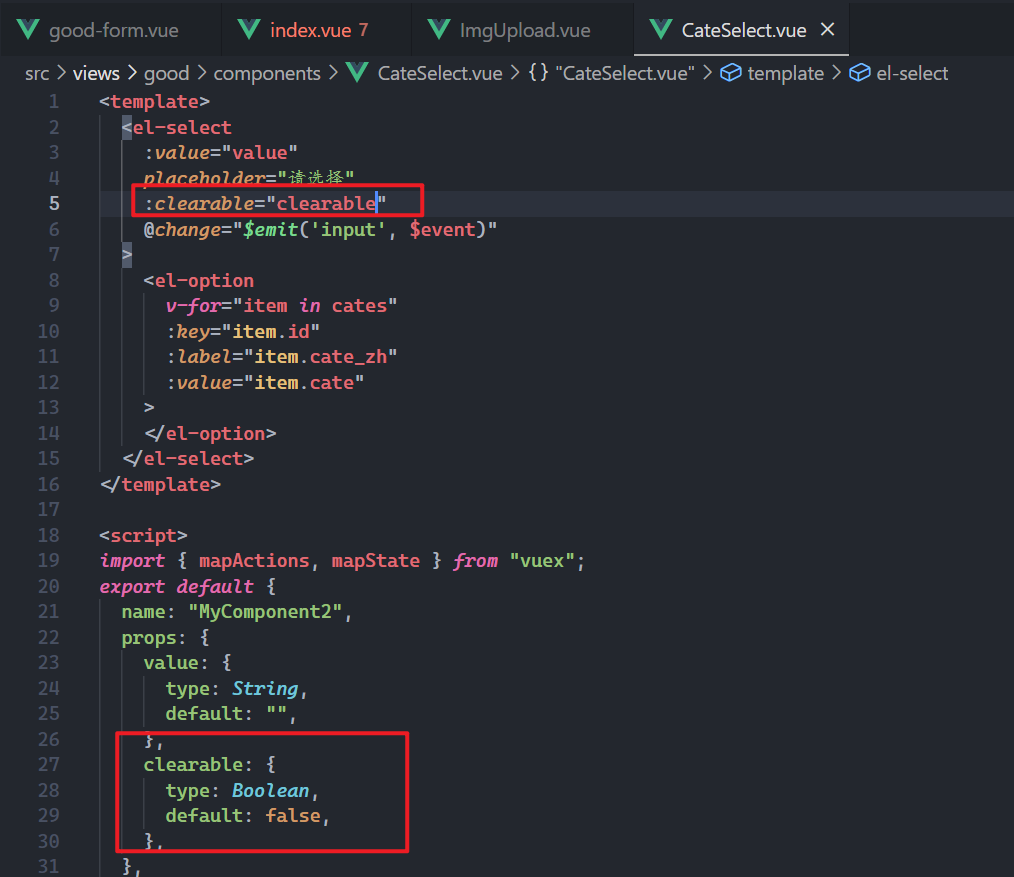 good-form.vue index.vue 7 ImgUpload.vue CateSelect.vue
src > views > good > components > CateSelect.vue > {} "CateSelect.vue" > template > el-select
1 <template>
2 <el-select
3 :value="value"
4 placeholder="请选择"
5 :clearable="clearable"
6 @change="$emit('input', $event)"
7 >
8 <el-option
9 v-for="item in cates"
10 :key="item.id"
11 :label="item.cate_zh"
12 :value="item.cate"
13 >
14 </el-option>
15 </el-select>
16 </template>
17
18 <script>
19 import { mapActions, mapState } from "vuex";
20 export default {
21 name: "MyComponent2",
22 props: {
23 value: {
24 type: String,
25 default: "",
26 },
27 clearable: {
28 type: Boolean,
29 default: false,
30 },
31 },